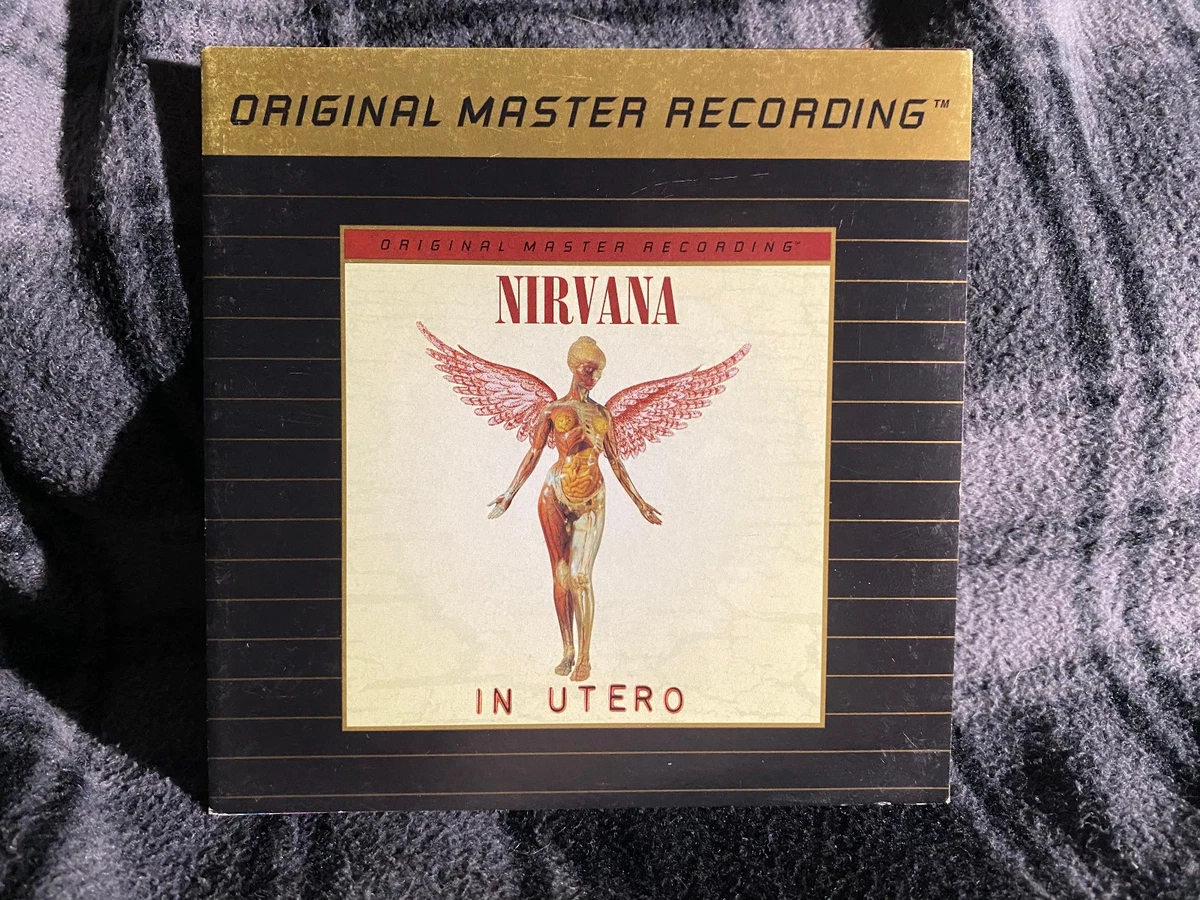 ORIGINAL MASTER RECORDING™
ORIGINAL MASTER RECORDING™
NIRVANA
IN UTERO